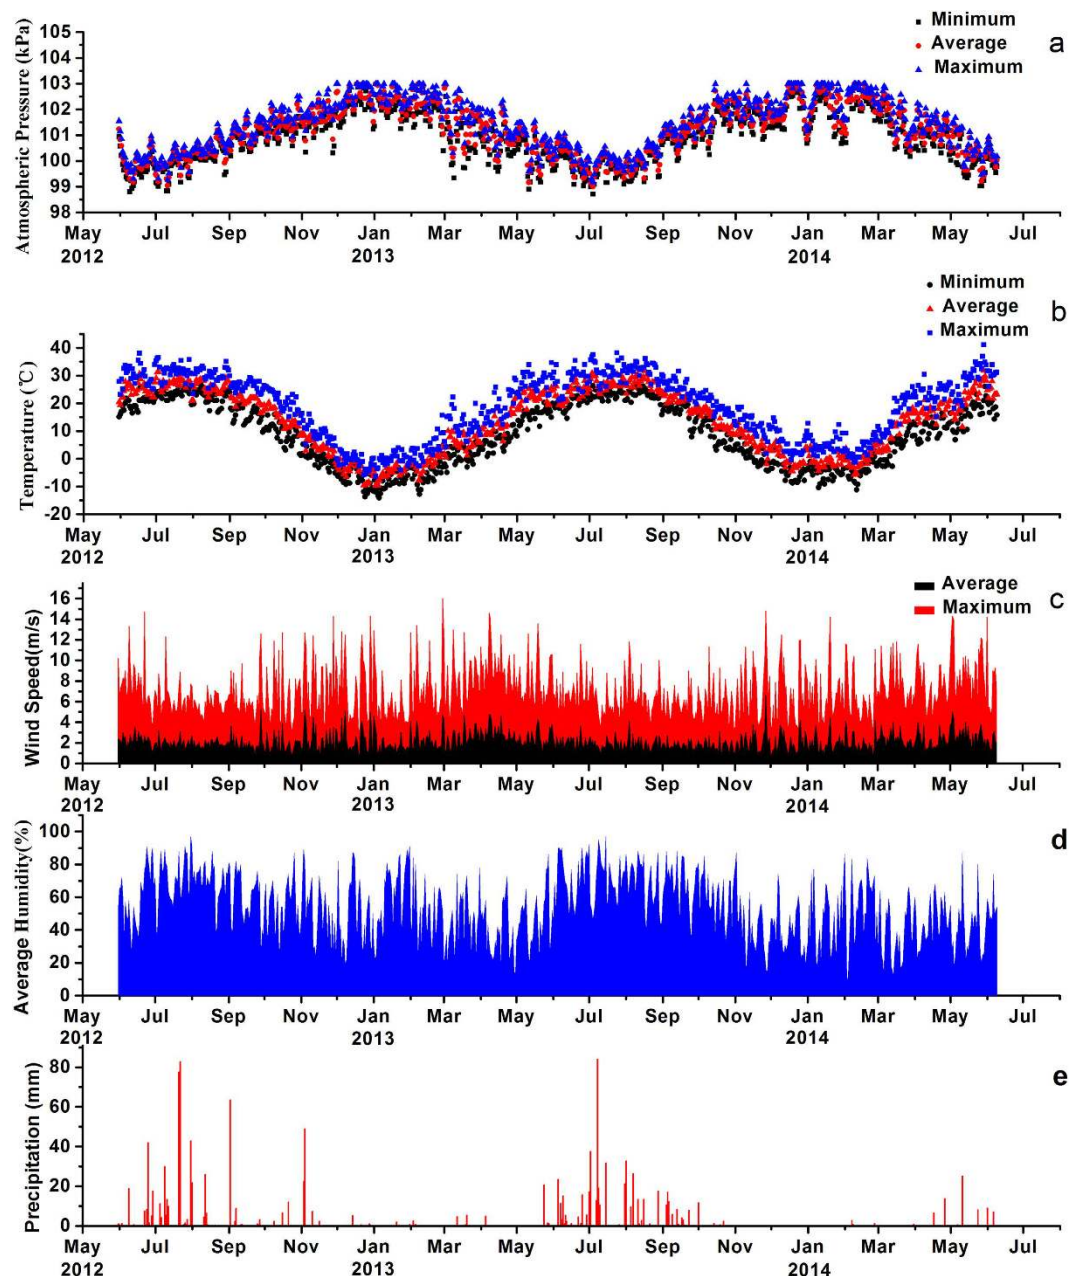 Minimum
Average
Maximum
a
Atmospheric Pressure (kPa)
105
104
103
102
101
100
99
98
May Jul Sep Nov Jan Mar May Jul Sep Nov Jan Mar May Jul
2012 2013 2014
Minimum
Average
Maximum
b
Temperature (℃)
40
30
20
10
0
-10
-20
May Jul Sep Nov Jan Mar May Jul Sep Nov Jan Mar May Jul
2012 2013 2014
Average
Maximum
c
Wind Speed(m/s)
16
14
12
10
8
6
4
2
0
May Jul Sep Nov Jan Mar May Jul Sep Nov Jan Mar May Jul
2012 2013 2014
d
Average Humidity(%)
100
80
60
40
20
0
May Jul Sep Nov Jan Mar May Jul Sep Nov Jan Mar May Jul
2012 2013 2014
e
Precipitation (mm)
80
60
40
20
0
May Jul Sep Nov Jan Mar May Jul Sep Nov Jan Mar May Jul
2012 2013 2014